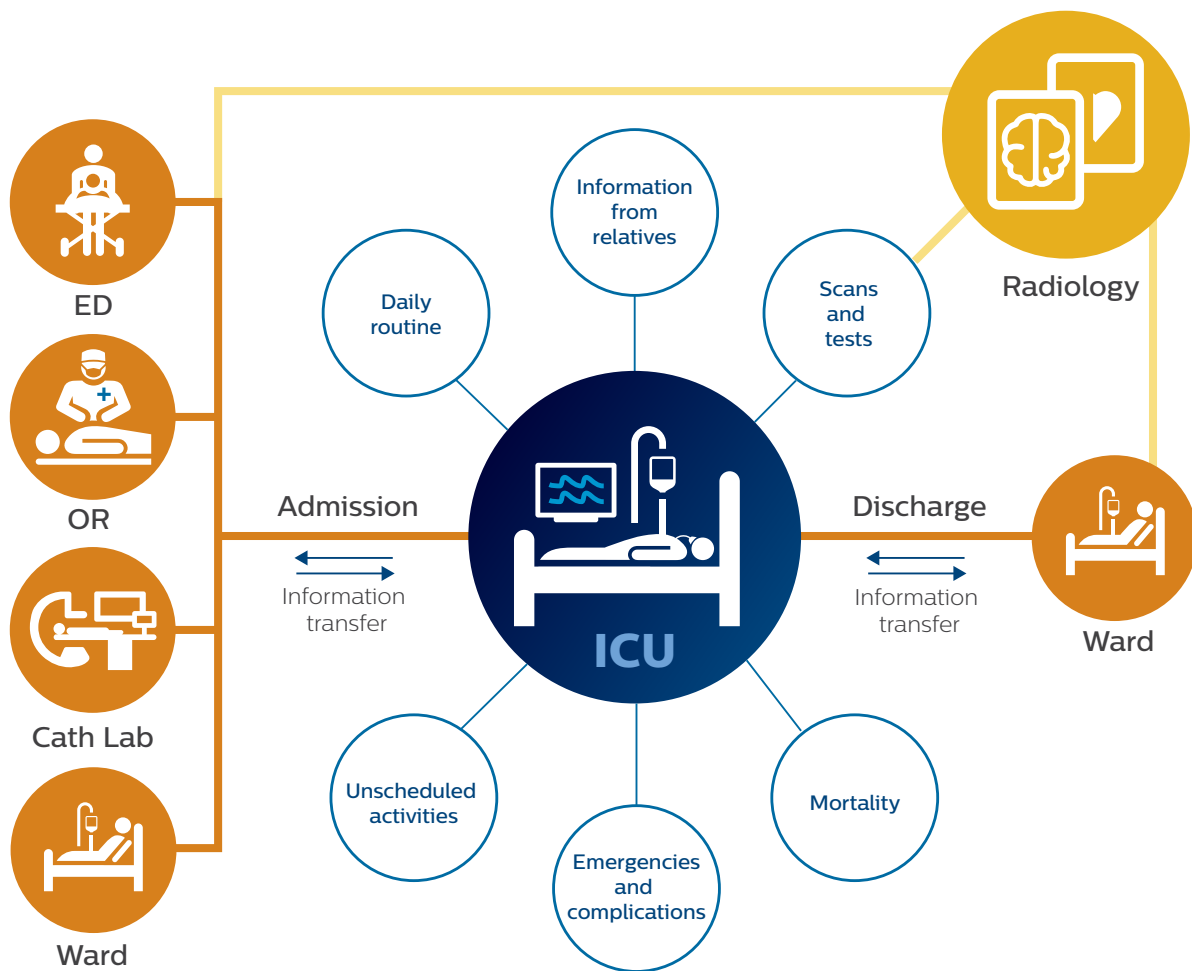 Information
from
relatives
Daily
routine
Scans
and
tests
Radiology
ED
OR
Cath Lab
Ward
Admission
Information
transfer
ICU
Discharge
Information
transfer
Ward
Unscheduled
activities
Emergencies
and
complications
Mortality